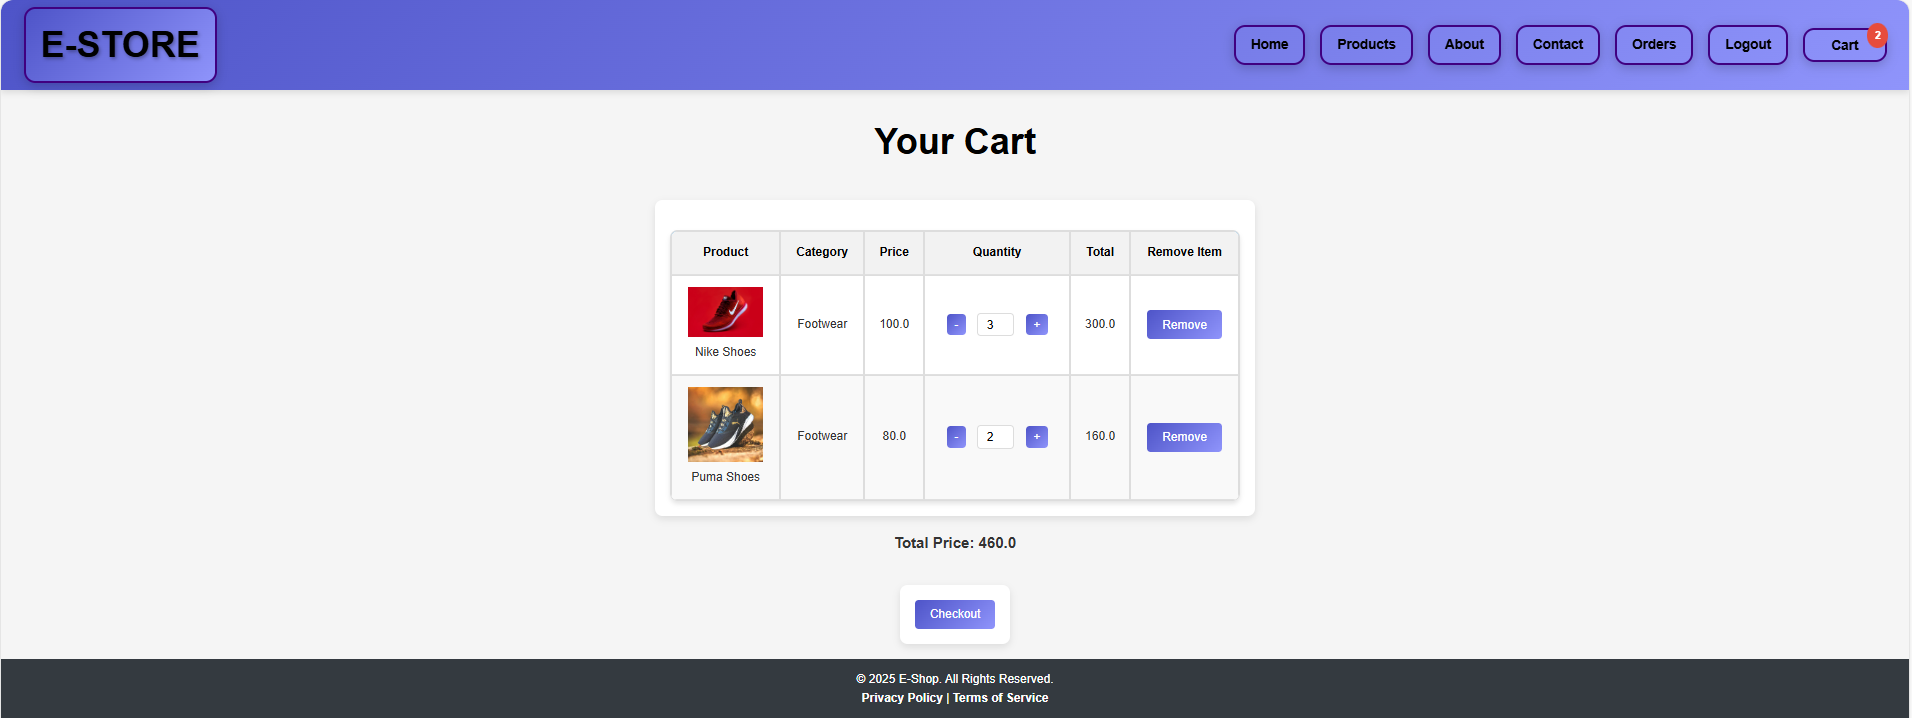 E-STORE
Home
Products
About
Contact
Orders
Logout
Cart
2
Your Cart
Product Category Price Quantity Total Remove Item
Footwear 100.0 - 3 + 300.0 Remove
Nike Shoes
Footwear 80.0 - 2 + 160.0 Remove
Puma Shoes
Total Price: 460.0
Checkout
© 2025 E-Shop. All Rights Reserved.
Privacy Policy | Terms of Service